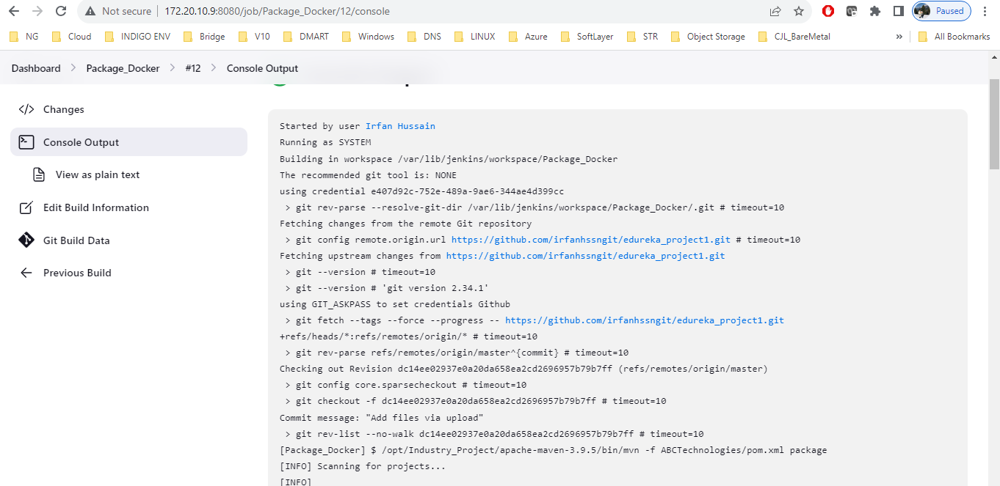 Not secure | 172.20.10.9:8080/job/Package_Docker/12/console Paused
NG Cloud INDIGO ENV Bridge V10 DMART Windows DNS LINUX Azure SoftLayer STR Object Storage CJL_BareMetal » All Bookmarks
Dashboard > Package_Docker > #12 > Console Output
Changes
Console Output
View as plain text
Edit Build Information
Git Build Data
Previous Build
Started by user Irfan Hussain
Running as SYSTEM
Building in workspace /var/lib/jenkins/workspace/Package_Docker
The recommended git tool is: NONE
using credential e407d92c-752e-489a-9ae6-344ae4d399cc
> git rev-parse --resolve-git-dir /var/lib/jenkins/workspace/Package_Docker/.git # timeout=10
Fetching changes from the remote Git repository
> git config remote.origin.url https://github.com/irfanhssngit/edureka_project1.git # timeout=10
Fetching upstream changes from https://github.com/irfanhssngit/edureka_project1.git
> git --version # timeout=10
> git --version # 'git version 2.34.1'
using GIT_ASKPASS to set credentials Github
> git fetch --tags --force --progress -- https://github.com/irfanhssngit/edureka_project1.git
+refs/heads/*:refs/remotes/origin/* # timeout=10
> git rev-parse refs/remotes/origin/master^{commit} # timeout=10
Checking out Revision dc14ee02937e0a20da658ea2cd2696957b79b7ff (refs/remotes/origin/master)
> git config core.sparsecheckout # timeout=10
> git checkout -f dc14ee02937e0a20da658ea2cd2696957b79b7ff # timeout=10
Commit message: "Add files via upload"
> git rev-list --no-walk dc14ee02937e0a20da658ea2cd2696957b79b7ff # timeout=10
[Package_Docker] $ /opt/Industry_Project/apache-maven-3.9.5/bin/mvn -f ABCTechnologies/pom.xml package
[INFO] Scanning for projects...
[INFO]